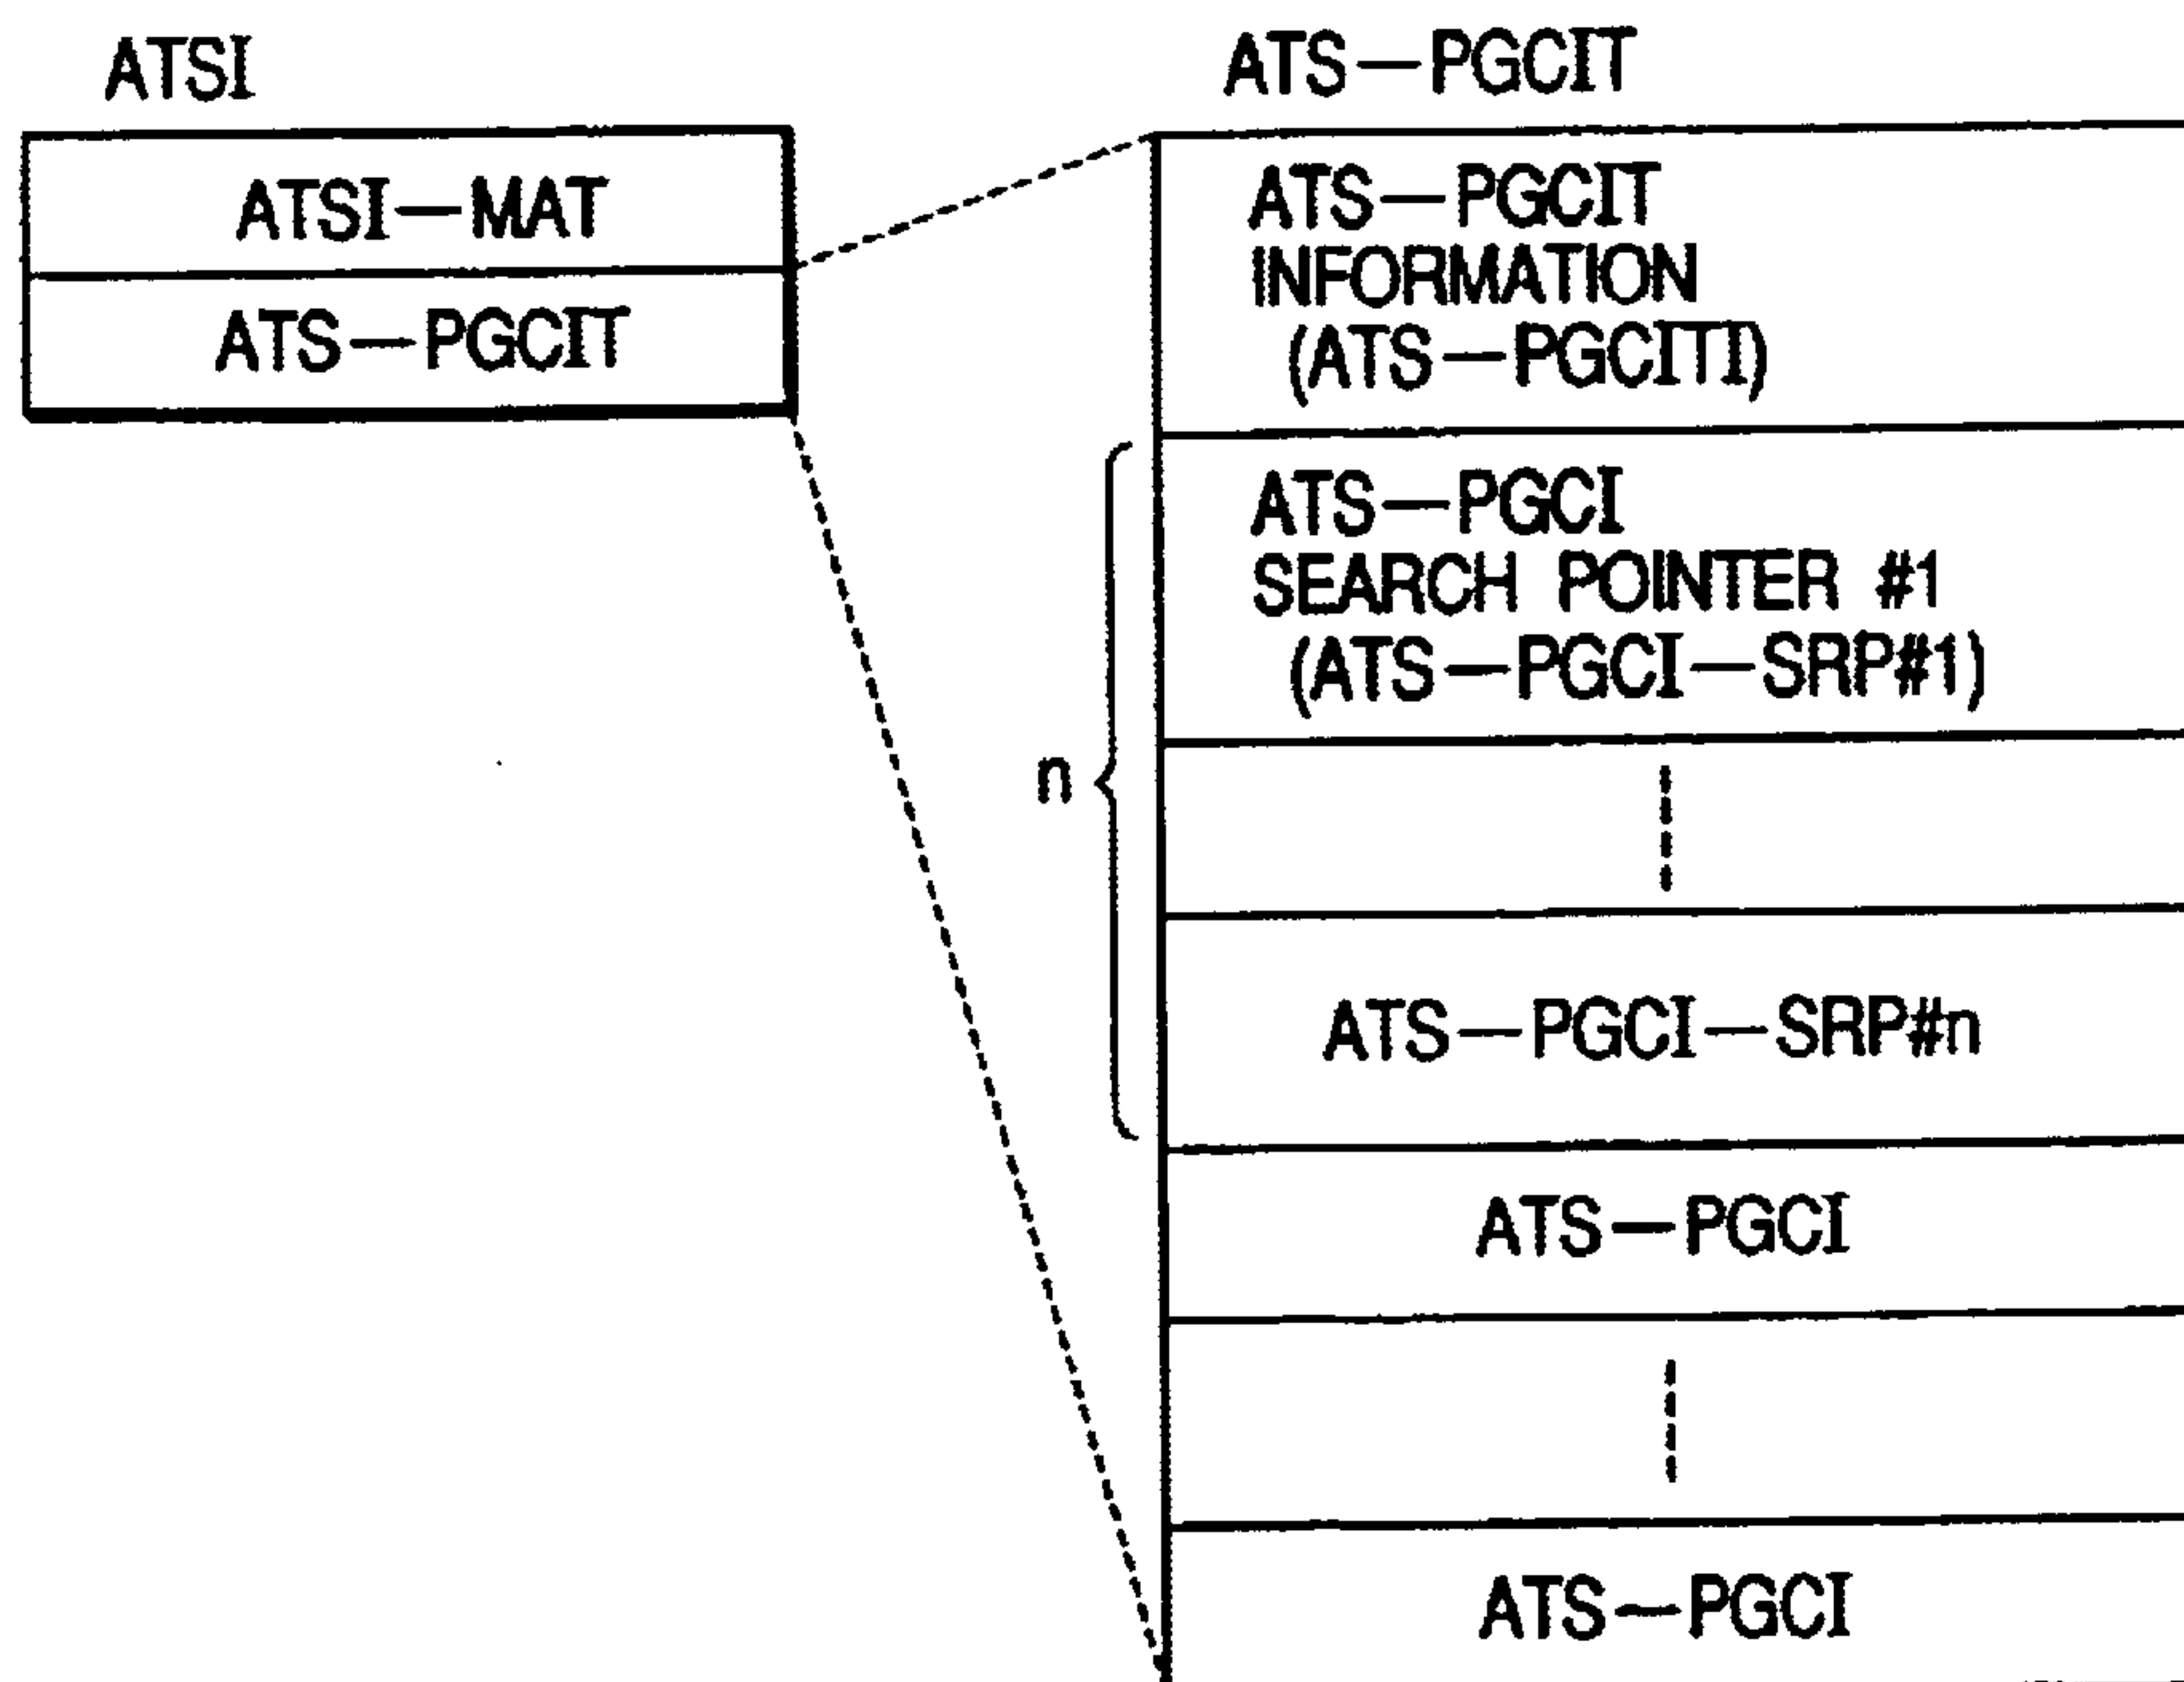 ATSI
ATSI—MAT
ATS—PGCIT
ATS—PGCIT
ATS—PGCIT
INFORMATION
(ATS—PGCITI)
ATS—PGCI
SEARCH POINTER #1
(ATS—PGCI—SRP#1)
n
ATS—PGCI—SRP#n
ATS—PGCI
ATS—PGCI